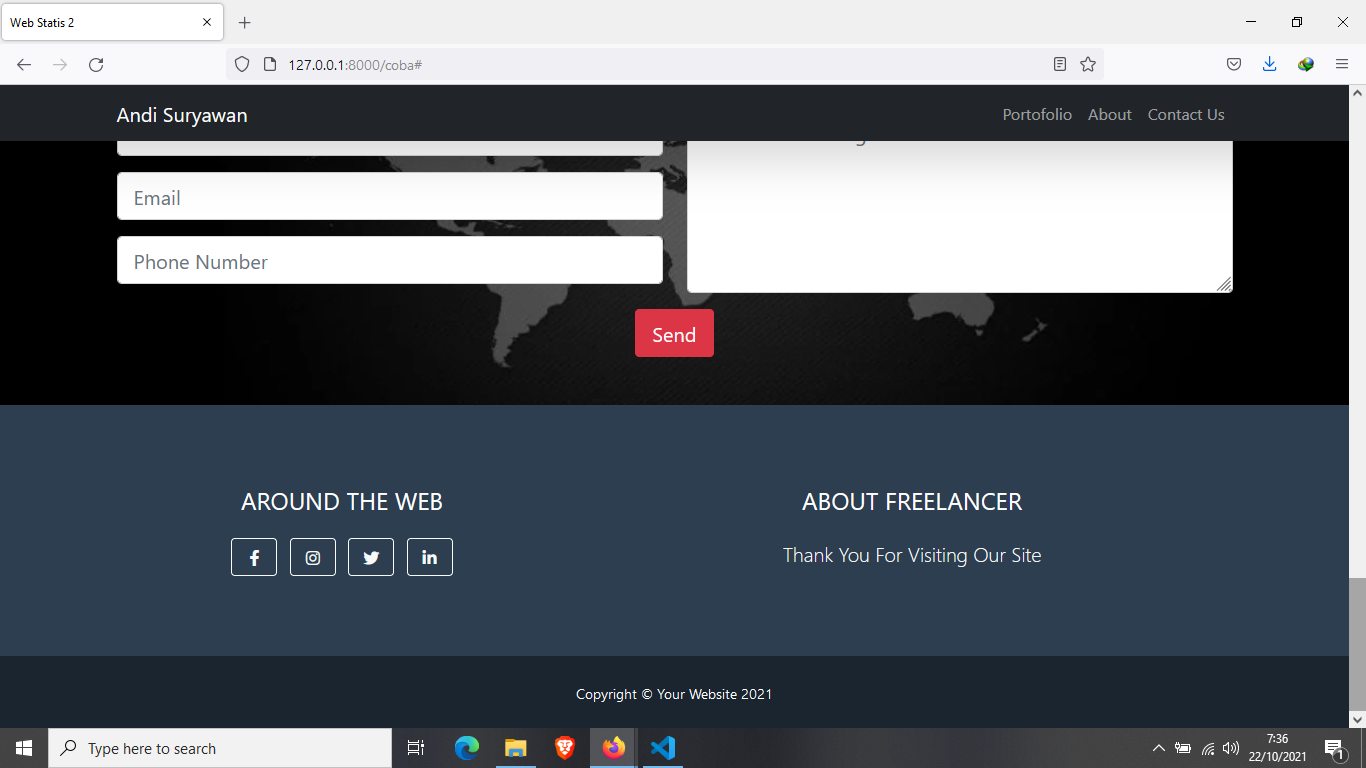 Web Statis 2
127.0.0.1:8000/coba#
Andi Suryawan
Portofolio About Contact Us
Email
Phone Number
Send
AROUND THE WEB
ABOUT FREELANCER
Thank You For Visiting Our Site
Copyright © Your Website 2021
Type here to search
7:36
22/10/2021
1